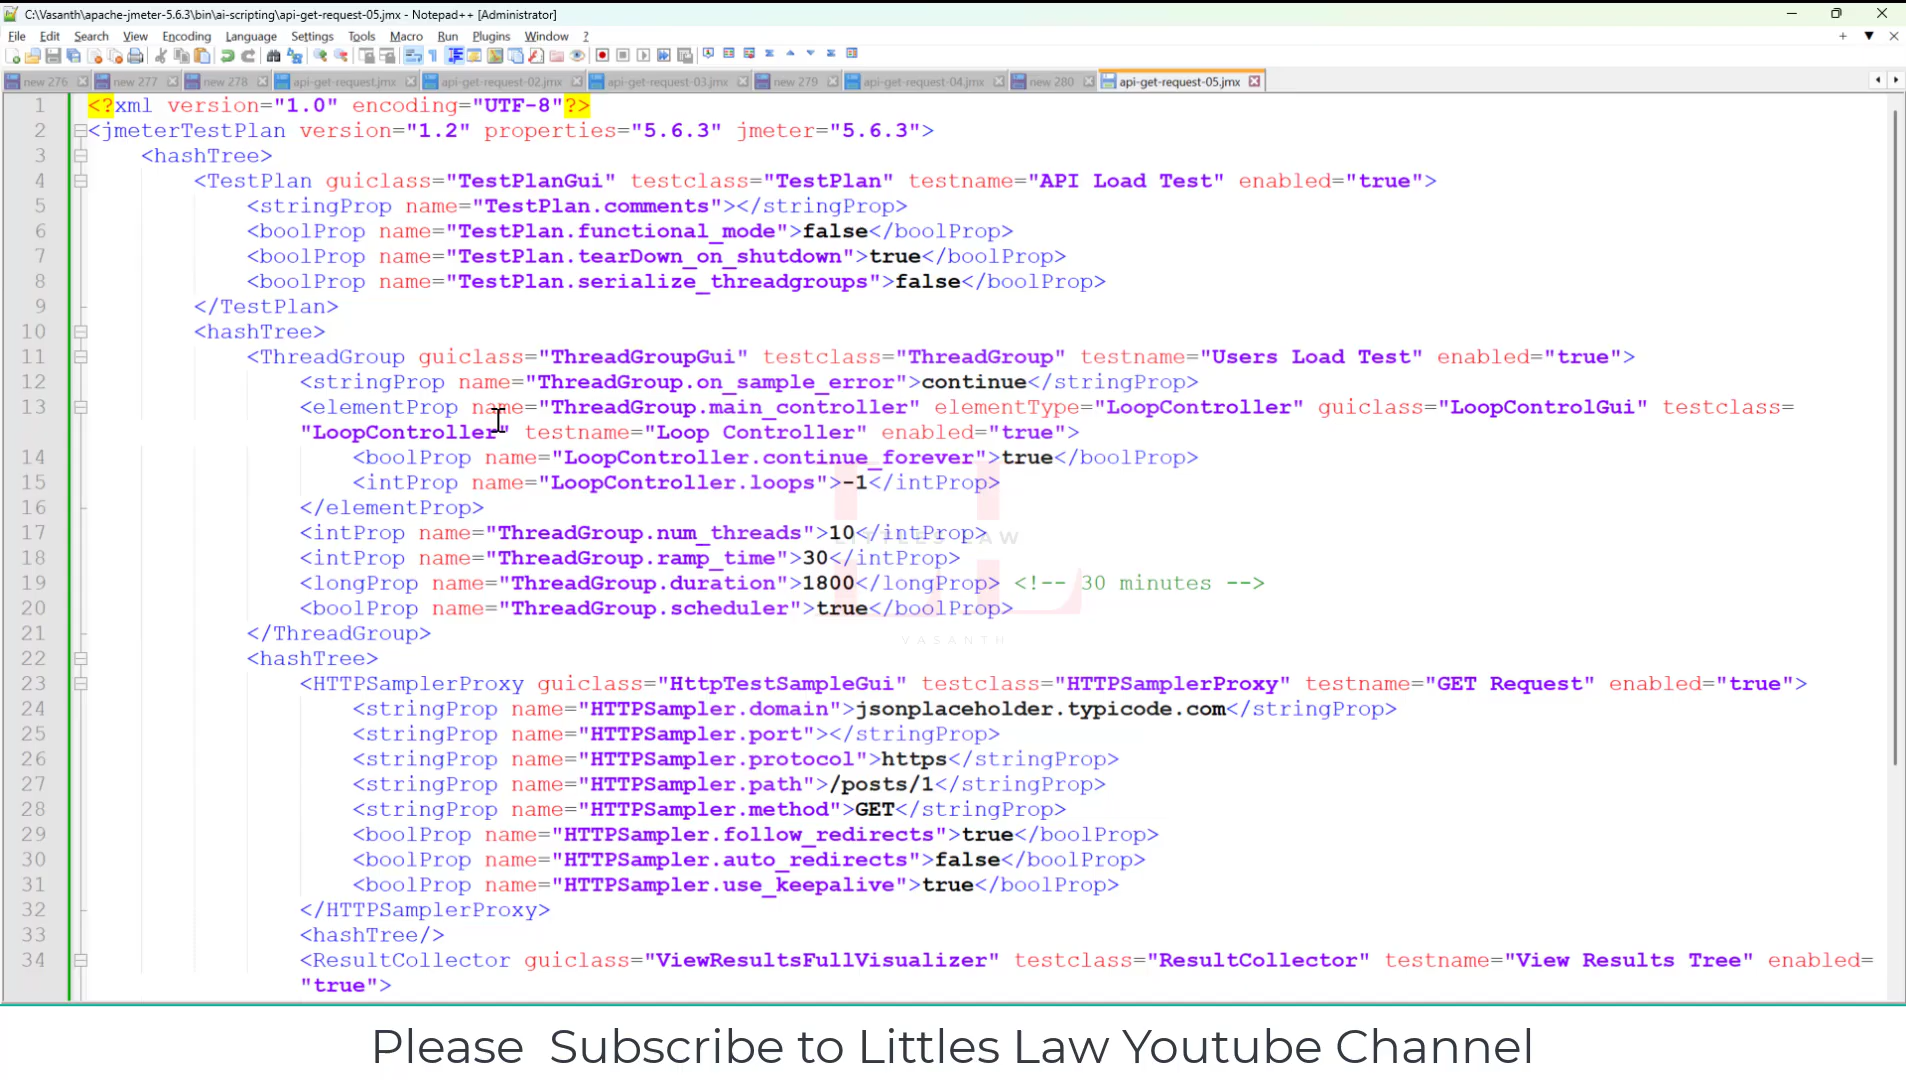 C:\Vasanth\apache-jmeter-5.6.3\bin\ai-scripting\api-get-request-05.jmx - Notepad++ [Administrator]
File Edit Search View Encoding Language Settings Tools Macro Run Plugins Window ?
new 276 new 277 new 278 api-get-request.jmx api-get-request-02.jmx api-get-request-03.jmx new 279 api-get-request-04.jmx new 280 api-get-request-05.jmx
1 <?xml version="1.0" encoding="UTF-8"?>
2 <jmeterTestPlan version="1.2" properties="5.6.3" jmeter="5.6.3">
3 <hashTree>
4 <TestPlan guiclass="TestPlanGui" testclass="TestPlan" testname="API Load Test" enabled="true">
5 <stringProp name="TestPlan.comments"></stringProp>
6 <boolProp name="TestPlan.functional_mode">false</boolProp>
7 <boolProp name="TestPlan.tearDown_on_shutdown">true</boolProp>
8 <boolProp name="TestPlan.serialize_threadgroups">false</boolProp>
9 </TestPlan>
10 <hashTree>
11 <ThreadGroup guiclass="ThreadGroupGui" testclass="ThreadGroup" testname="Users Load Test" enabled="true">
12 <stringProp name="ThreadGroup.on_sample_error">continue</stringProp>
13 <elementProp name="ThreadGroup.main_controller" elementType="LoopController" guiclass="LoopControlGui" testclass=
"LoopController" testname="Loop Controller" enabled="true">
14 <boolProp name="LoopController.continue_forever">true</boolProp>
15 <intProp name="LoopController.loops">-1</intProp>
16 </elementProp>
17 <intProp name="ThreadGroup.num_threads">10</intProp>
18 <intProp name="ThreadGroup.ramp_time">30</intProp>
19 <longProp name="ThreadGroup.duration">1800</longProp> <!-- 30 minutes -->
20 <boolProp name="ThreadGroup.scheduler">true</boolProp>
21 </ThreadGroup>
22 <hashTree>
23 <HTTPSamplerProxy guiclass="HttpTestSampleGui" testclass="HTTPSamplerProxy" testname="GET Request" enabled="true">
24 <stringProp name="HTTPSampler.domain">jsonplaceholder.typicode.com</stringProp>
25 <stringProp name="HTTPSampler.port"></stringProp>
26 <stringProp name="HTTPSampler.protocol">https</stringProp>
27 <stringProp name="HTTPSampler.path">/posts/1</stringProp>
28 <stringProp name="HTTPSampler.method">GET</stringProp>
29 <boolProp name="HTTPSampler.follow_redirects">true</boolProp>
30 <boolProp name="HTTPSampler.auto_redirects">false</boolProp>
31 <boolProp name="HTTPSampler.use_keepalive">true</boolProp>
32 </HTTPSamplerProxy>
33 <hashTree/>
34 <ResultCollector guiclass="ViewResultsFullVisualizer" testclass="ResultCollector" testname="View Results Tree" enabled=
"true">
LITTLES LAW
VASANTH
Please Subscribe to Littles Law Youtube Channel